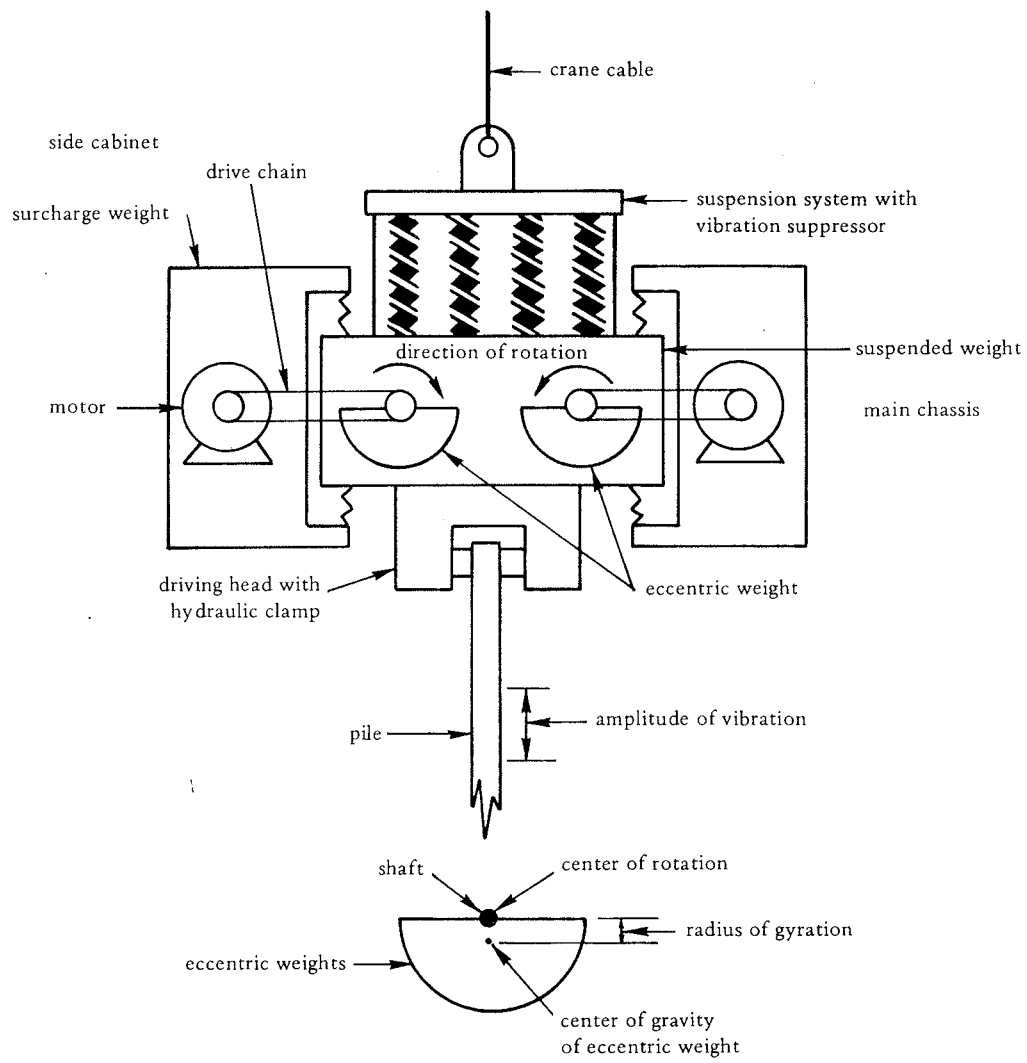 crane cable
side cabinet
drive chain
surcharge weight
suspension system with
vibration suppressor
direction of rotation
suspended weight
motor
main chassis
driving head with
hydraulic clamp
eccentric weight
amplitude of vibration
pile
shaft
center of rotation
radius of gyration
eccentric weights
center of gravity
of eccentric weight